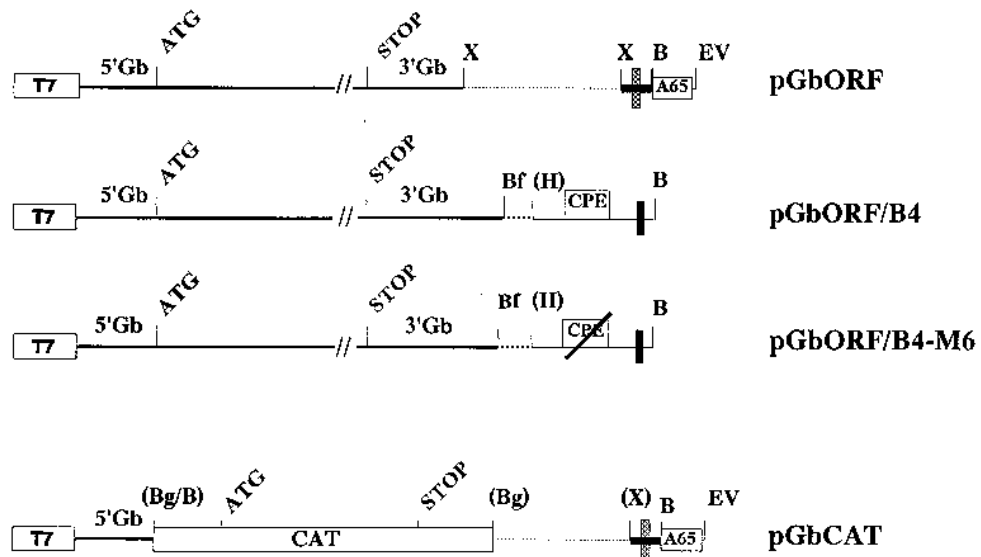 ATG STOP
5'Gb 3'Gb X X B EV
T7 // A65 pGbORF
ATG STOP
5'Gb 3'Gb Bf (H) B
T7 // CPE pGbORF/B4
ATG STOP
5'Gb 3'Gb Bf (II) B
T7 // CPE pGbORF/B4-M6
(Bg/B) ATG STOP (Bg) (X) B EV
5'Gb
T7 CAT A65 pGbCAT